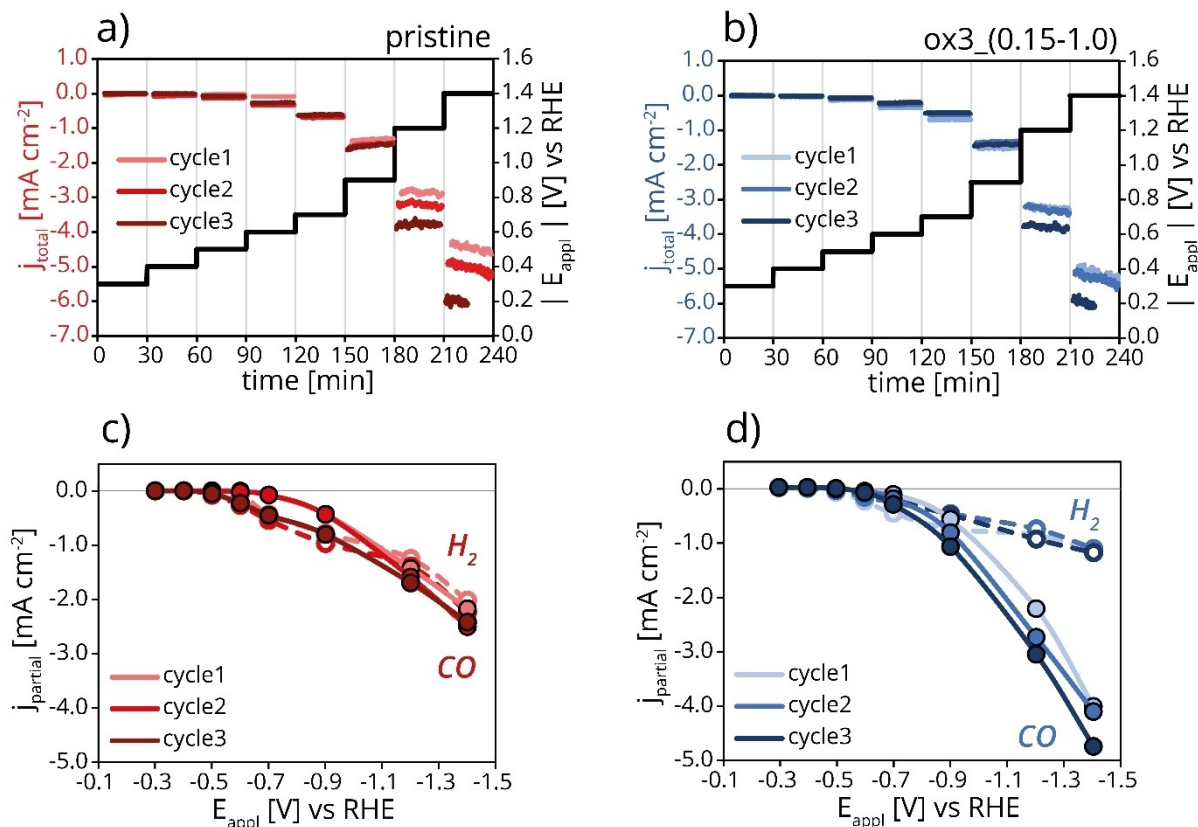 a)
pristine
1.0
0.0
-1.0
-2.0
-3.0
-4.0
-5.0
-6.0
-7.0
j_total [mA cm⁻²]
cycle1
cycle2
cycle3
1.6
1.4
1.2
1.0
0.8
0.6
0.4
0.2
0.0
| E_appl | [V] vs RHE
0 30 60 90 120 150 180 210 240
time [min]
b)
ox3_(0.15-1.0)
1.0
0.0
-1.0
-2.0
-3.0
-4.0
-5.0
-6.0
-7.0
j_total [mA cm⁻²]
cycle1
cycle2
cycle3
1.6
1.4
1.2
1.0
0.8
0.6
0.4
0.2
0.0
| E_appl | [V] vs RHE
0 30 60 90 120 150 180 210 240
time [min]
c)
0.0
-1.0
-2.0
-3.0
-4.0
-5.0
j_partial [mA cm⁻²]
H₂
CO
cycle1
cycle2
cycle3
-0.1 -0.3 -0.5 -0.7 -0.9 -1.1 -1.3 -1.5
E_appl [V] vs RHE
d)
0.0
-1.0
-2.0
-3.0
-4.0
-5.0
j_partial [mA cm⁻²]
H₂
CO
cycle1
cycle2
cycle3
-0.1 -0.3 -0.5 -0.7 -0.9 -1.1 -1.3 -1.5
E_appl [V] vs RHE